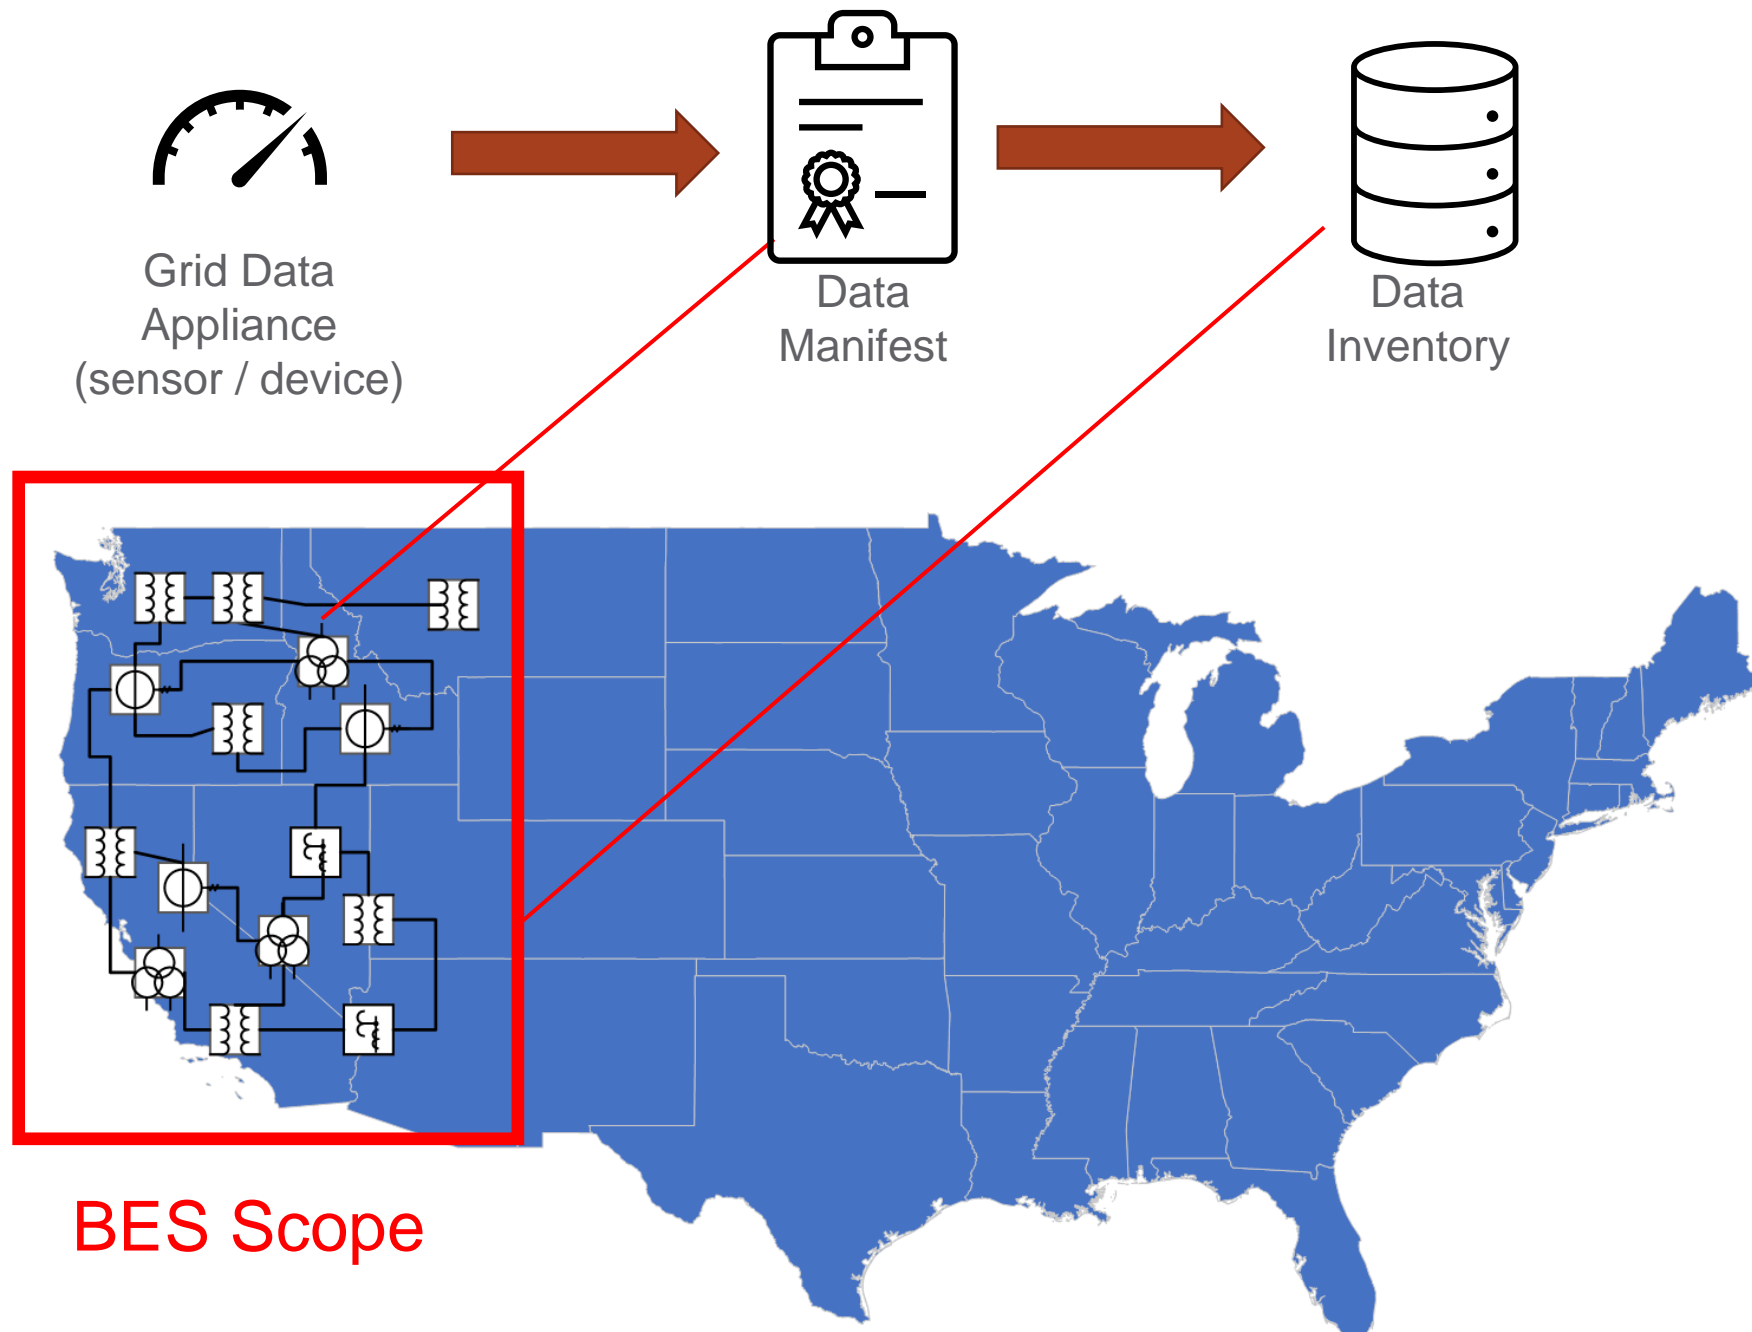 Grid Data
Appliance
(sensor / device)
Data
Manifest
Data
Inventory
BES Scope